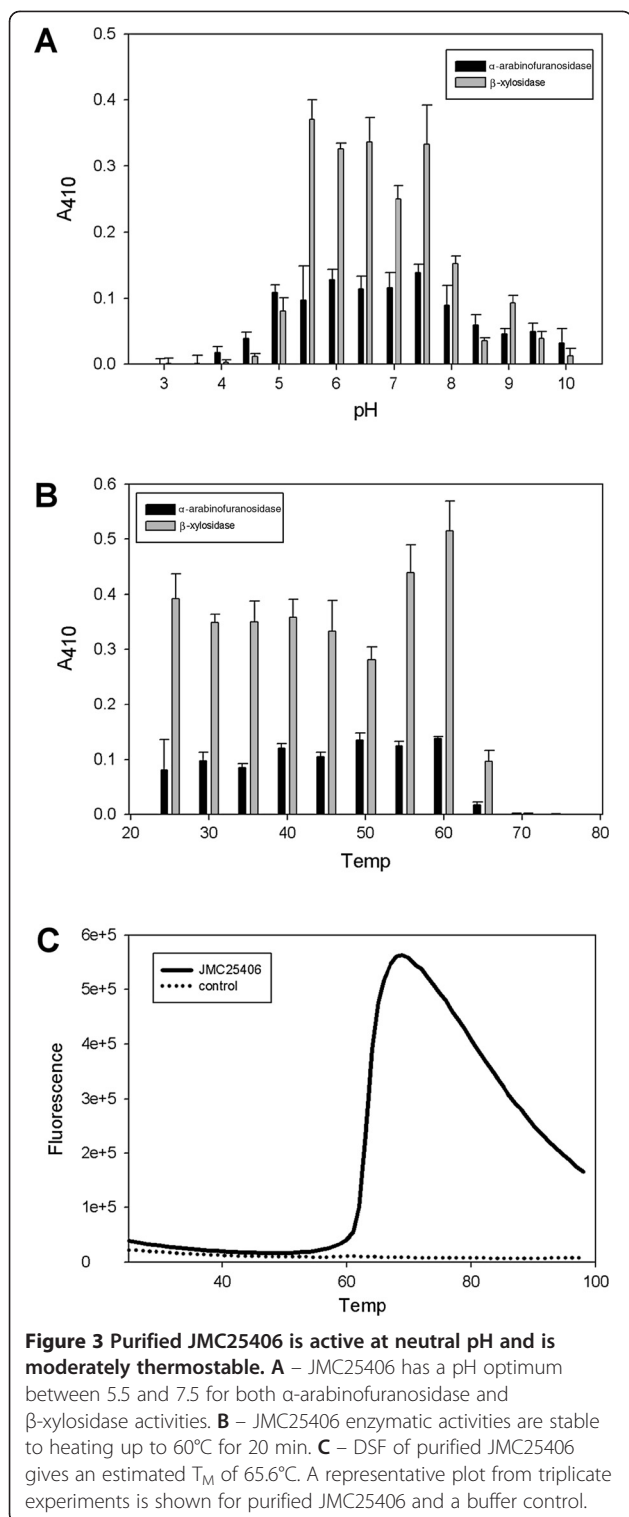 A
0.5
α-arabinofuranosidase
β-xylosidase
0.4
0.3
A410
0.2
0.1
0.0
3 4 5 6 7 8 9 10
pH
B
0.6
α-arabinofuranosidase
β-xylosidase
0.5
0.4
A410
0.3
0.2
0.1
0.0
20 30 40 50 60 70 80
Temp
C
6e+5
JMC25406
control
5e+5
4e+5
Fluorescence
3e+5
2e+5
1e+5
0
40 60 80 100
Temp
Figure 3 Purified JMC25406 is active at neutral pH and is
moderately thermostable. A – JMC25406 has a pH optimum
between 5.5 and 7.5 for both α-arabinofuranosidase and
β-xylosidase activities. B – JMC25406 enzymatic activities are stable
to heating up to 60°C for 20 min. C – DSF of purified JMC25406
gives an estimated TM of 65.6°C. A representative plot from triplicate
experiments is shown for purified JMC25406 and a buffer control.